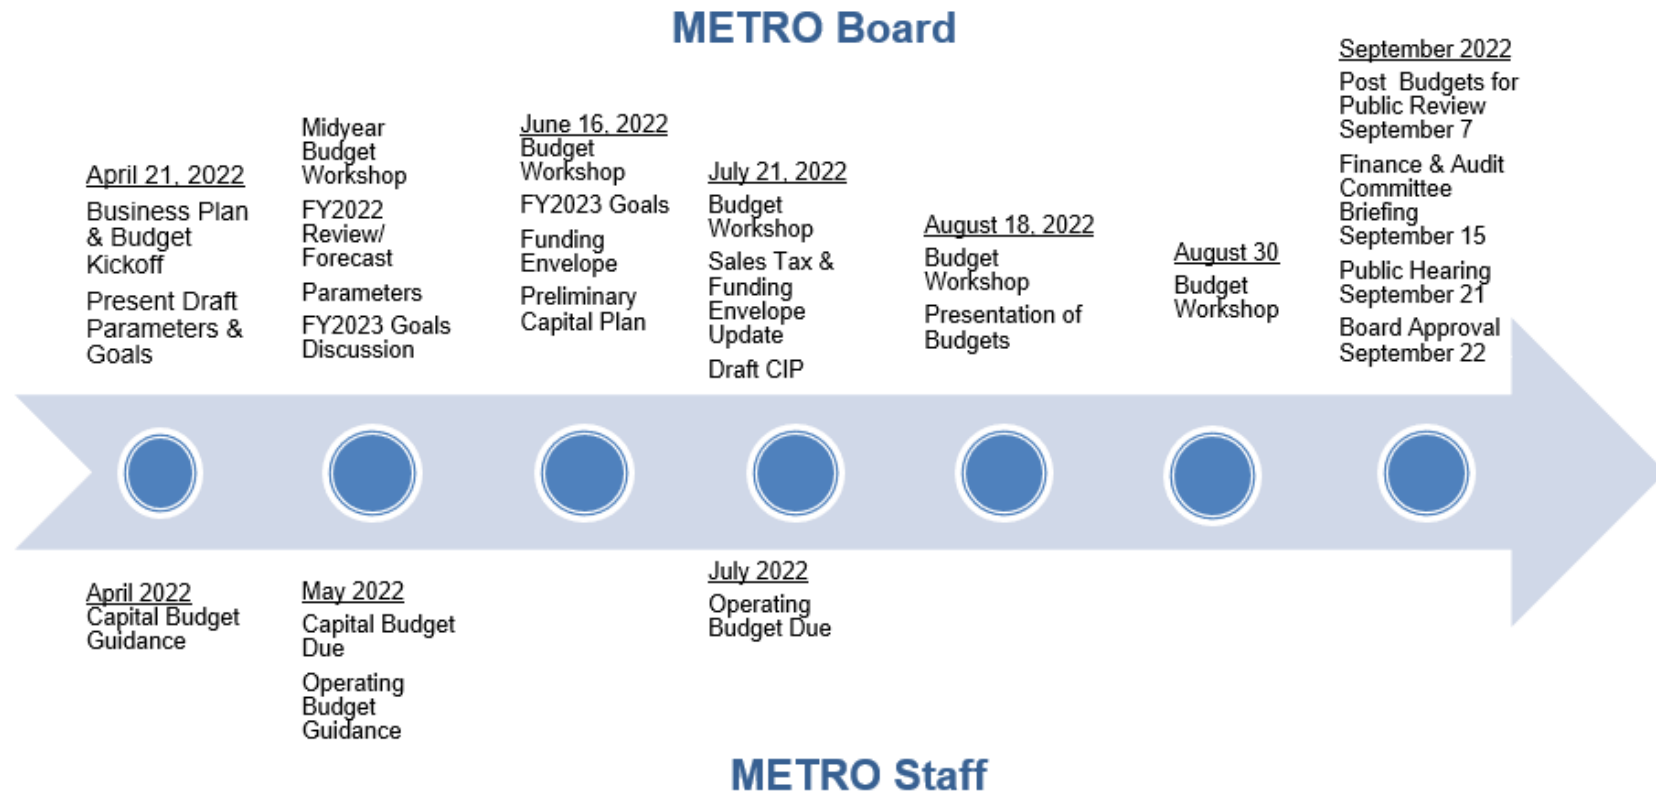 METRO Board
April 21, 2022
Business Plan
& Budget
Kickoff
Present Draft
Parameters &
Goals
Midyear
Budget
Workshop
FY2022
Review/
Forecast
Parameters
FY2023 Goals
Discussion
June 16, 2022
Budget
Workshop
FY2023 Goals
Funding
Envelope
Preliminary
Capital Plan
July 21, 2022
Budget
Workshop
Sales Tax &
Funding
Envelope
Update
Draft CIP
August 18, 2022
Budget
Workshop
Presentation of
Budgets
August 30
Budget
Workshop
September 2022
Post Budgets for
Public Review
September 7
Finance & Audit
Committee
Briefing
September 15
Public Hearing
September 21
Board Approval
September 22
April 2022
Capital Budget
Guidance
May 2022
Capital Budget
Due
Operating
Budget
Guidance
July 2022
Operating
Budget Due
METRO Staff